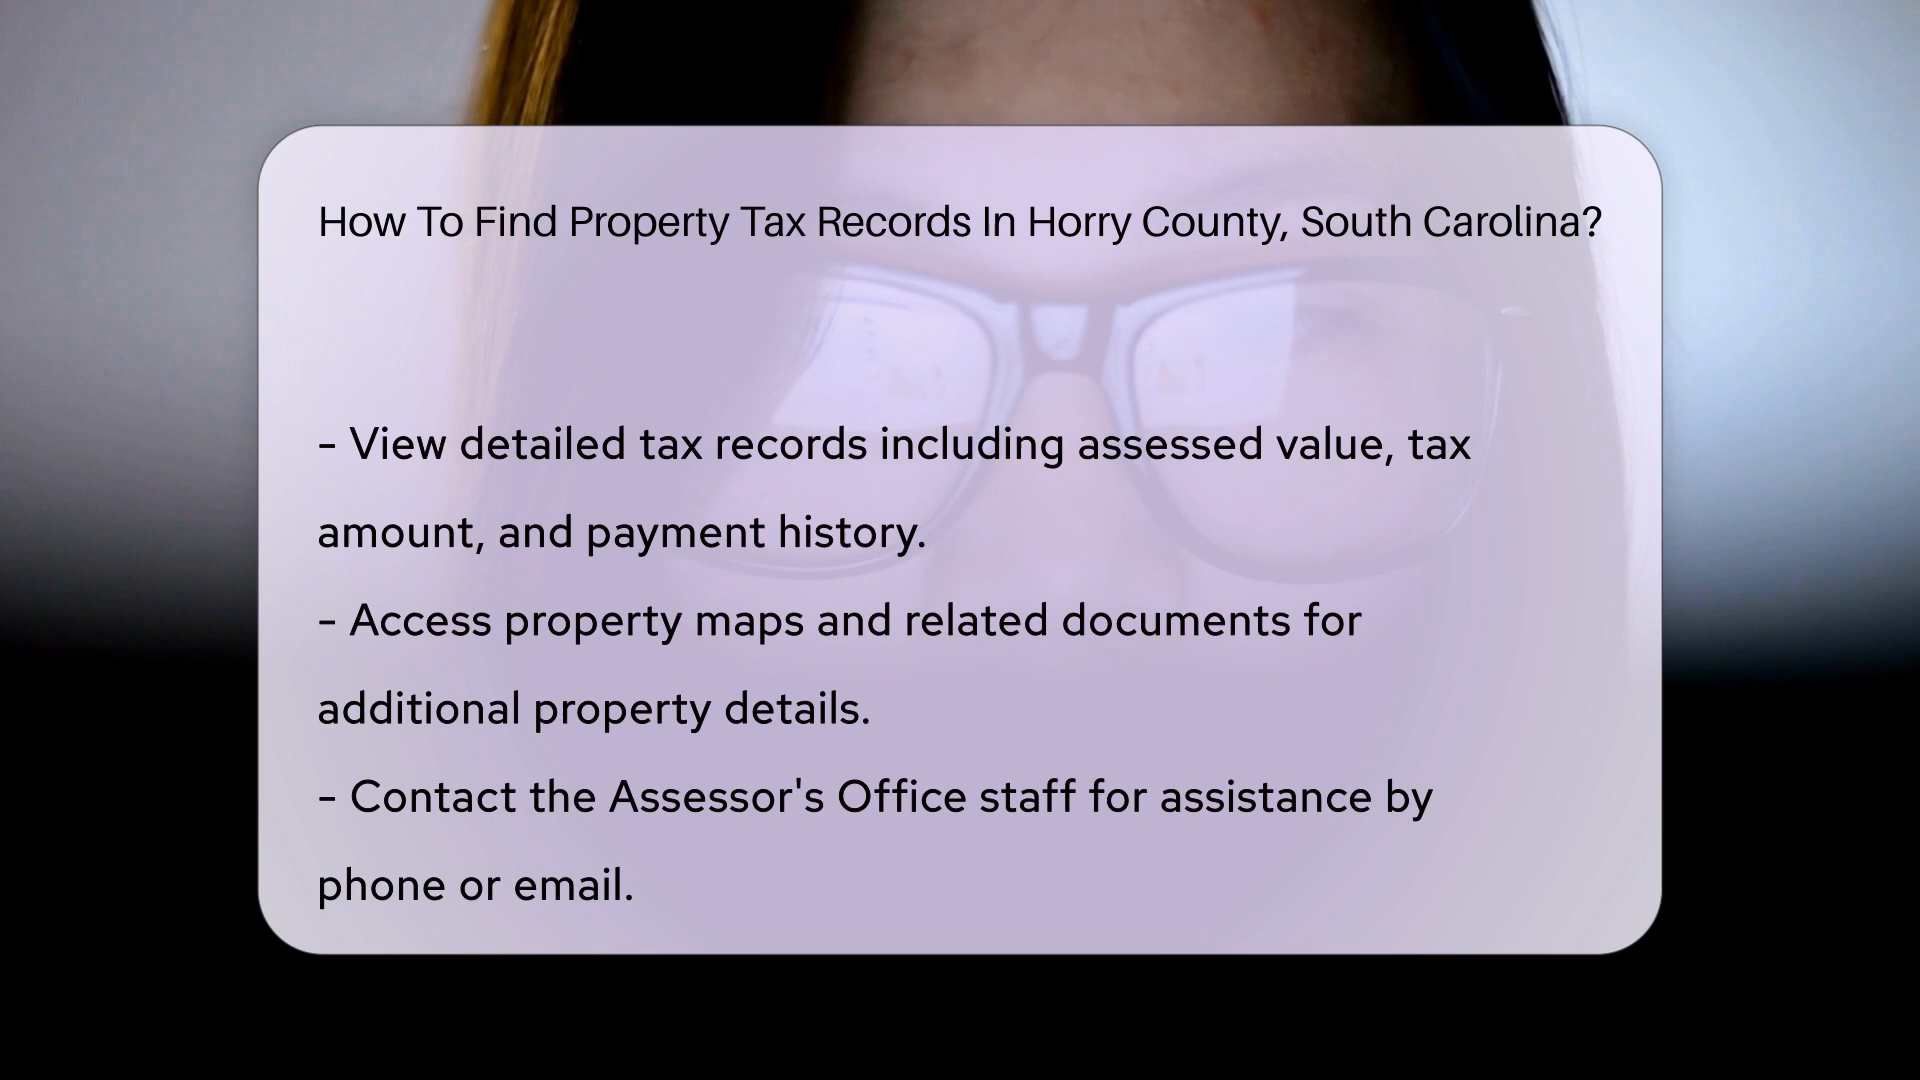 How To Find Property Tax Records In Horry County, South Carolina?
- View detailed tax records including assessed value, tax
amount, and payment history.
- Access property maps and related documents for
additional property details.
- Contact the Assessor's Office staff for assistance by
phone or email.